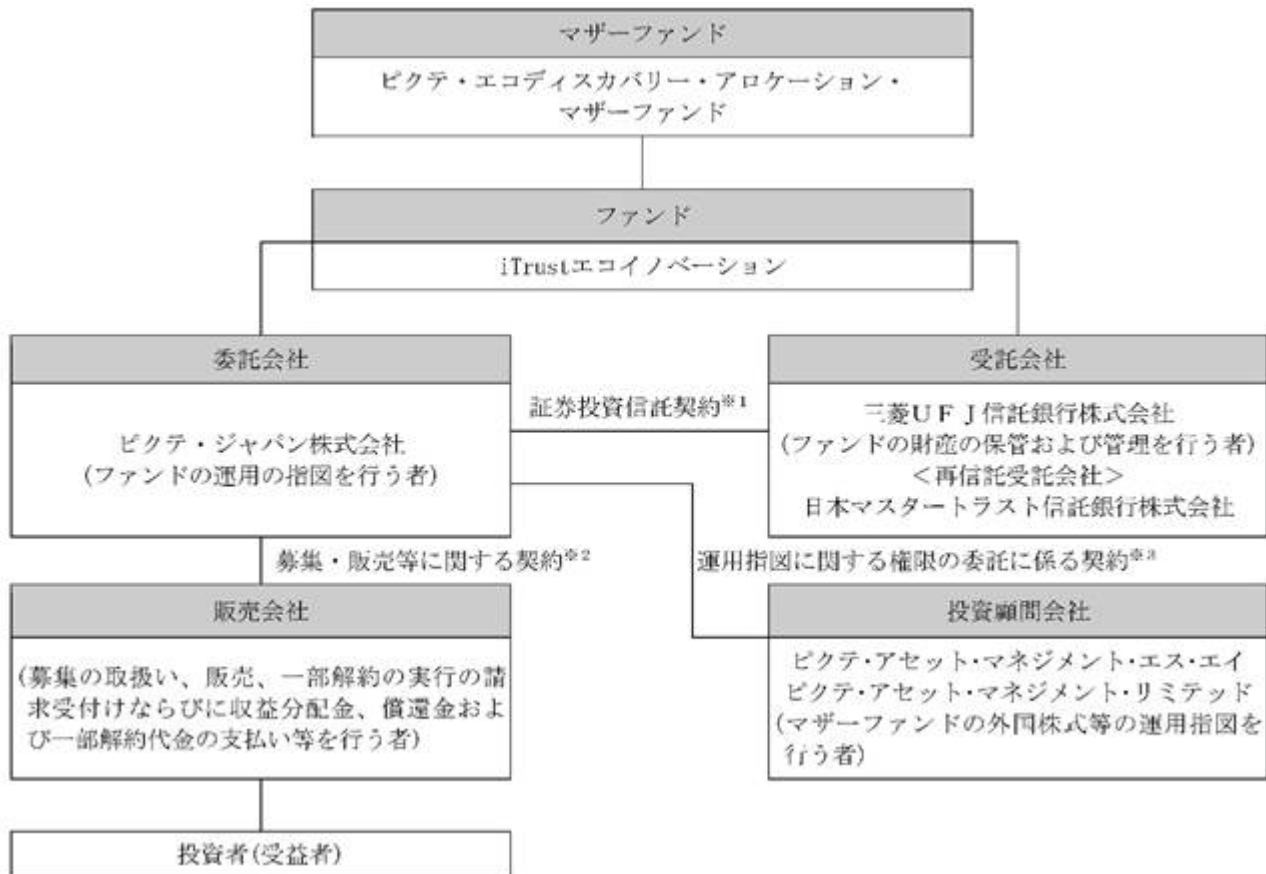 マザーファンド
ピクテ・エコディスカバリー・アロケーション・
マザーファンド
ファンド
iTrustエコイノベーション
委託会社
ピクテ・ジャパン株式会社
(ファンドの運用の指図を行う者)
証券投資信託契約※1
受託会社
三菱ＵＦＪ信託銀行株式会社
(ファンドの財産の保管および管理を行う者)
＜再信託受託会社＞
日本マスタートラスト信託銀行株式会社
募集・販売等に関する契約※2
運用指図に関する権限の委託に係る契約※3
販売会社
(募集の取扱い、販売、一部解約の実行の請
求受付けならびに収益分配金、償還金およ
び一部解約代金の支払い等を行う者)
投資顧問会社
ピクテ・アセット・マネジメント・エス・エイ
ピクテ・アセット・マネジメント・リミテッド
(マザーファンドの外国株式等の運用指図を
行う者)
投資者(受益者)